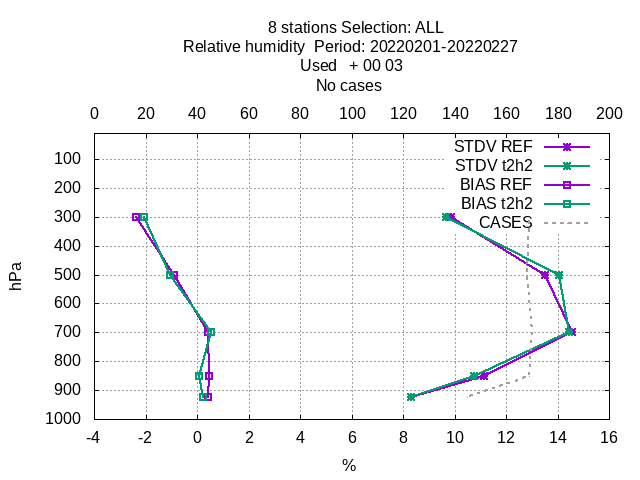 8 stations Selection: ALL
Relative humidity  Period: 20220201-20220227
Used   + 00 03
No cases
0 20 40 60 80 100 120 140 160 180 200
STDV REF
STDV t2h2
BIAS REF
BIAS t2h2
CASES
100
200
300
400
500
600
700
800
900
1000
hPa
-4 -2 0 2 4 6 8 10 12 14 16
%